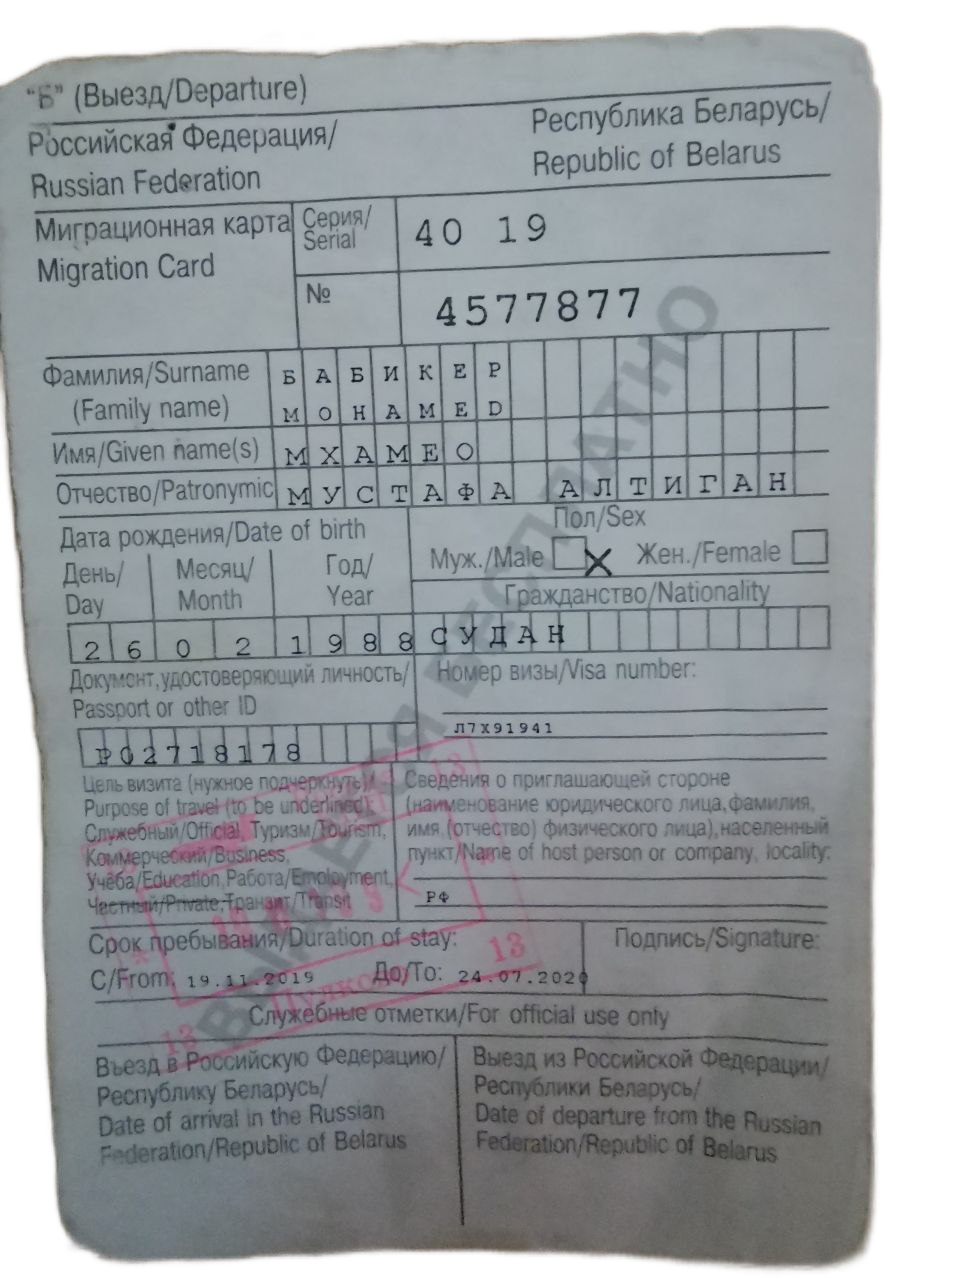 "Б" (Выезд/Departure)
Российская Федерация/
Russian Federation
Республика Беларусь/
Republic of Belarus
Миграционная карта
Migration Card
Серия/
Serial
40 19
№
4577877
Фамилия/Surname
(Family name)
БАБИКЕР
МОНАМЕD
Имя/Given name(s)
МХАМЕО
Отчество/Patronymic
МУСТАФА АЛТИГАН
Дата рождения/Date of birth
День/
Day
Месяц/
Month
Год/
Year
26 02 1988
Пол/Sex
Муж./Male X Жен./Female
Гражданство/Nationality
СУДАН
Документ, удостоверяющий личность/
Passport or other ID
P02718178
Номер визы/Visa number:
Л7Х91941
Цель визита (нужное подчеркнуть)/
Purpose of travel (to be underlined):
Служебный/Official, Туризм/Tourism,
Коммерческий/Business,
Учёба/Education, Работа/Employment,
Частный/Private, Транзит/Transit
Сведения о приглашающей стороне
(наименование юридического лица, фамилия,
имя, (отчество) физического лица), населенный
пункт/Name of host person or company, locality:
РФ
Срок пребывания/Duration of stay:
С/From: 19.11.2019 До/To: 24.07.2020
Подпись/Signature:
Служебные отметки/For official use only
Въезд в Российскую Федерацию/
Республику Беларусь/
Date of arrival in the Russian
Federation/Republic of Belarus
Выезд из Российской Федерации/
Республики Беларусь/
Date of departure from the Russian
Federation/Republic of Belarus
13
13
Пулково
13